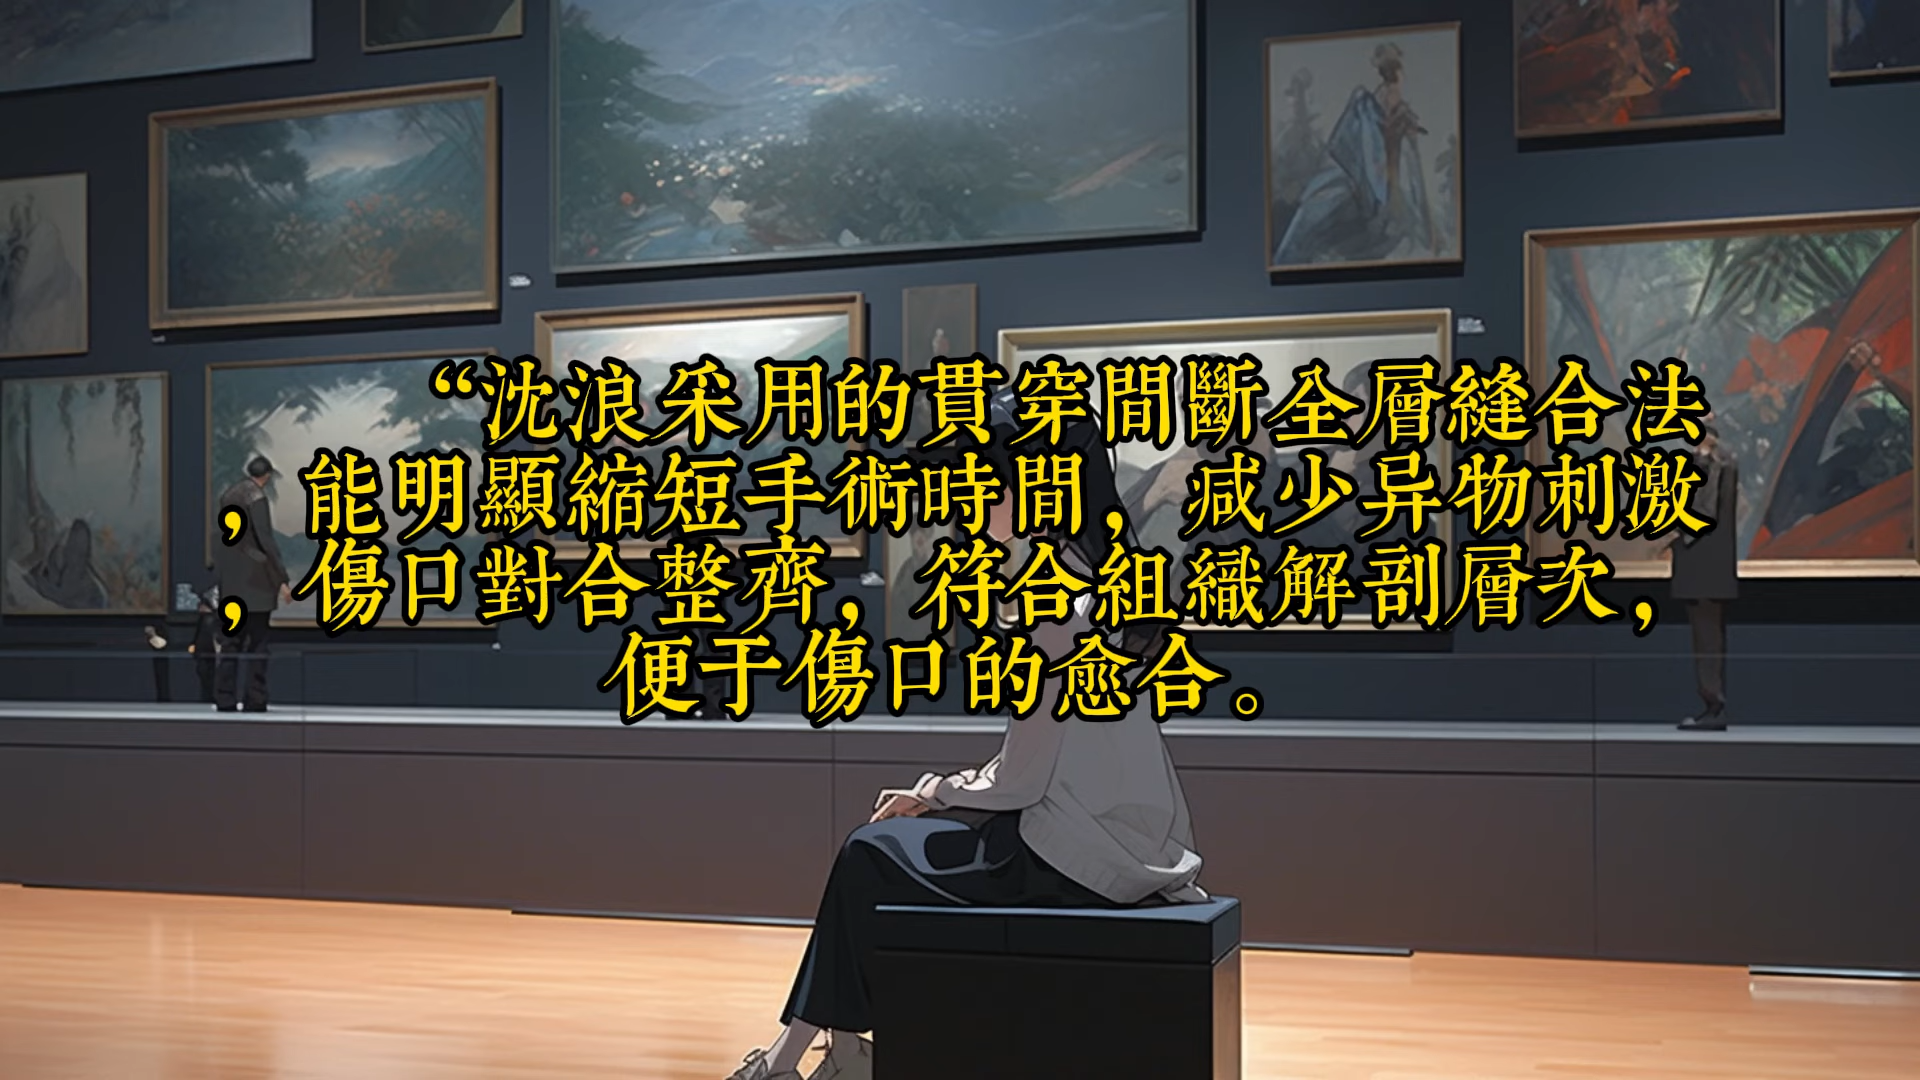 “沈浪采用的貫穿間斷全層縫合法
，能明顯縮短手術時間，减少异物刺激
，傷口對合整齊，符合組織解剖層次，
便于傷口的愈合。